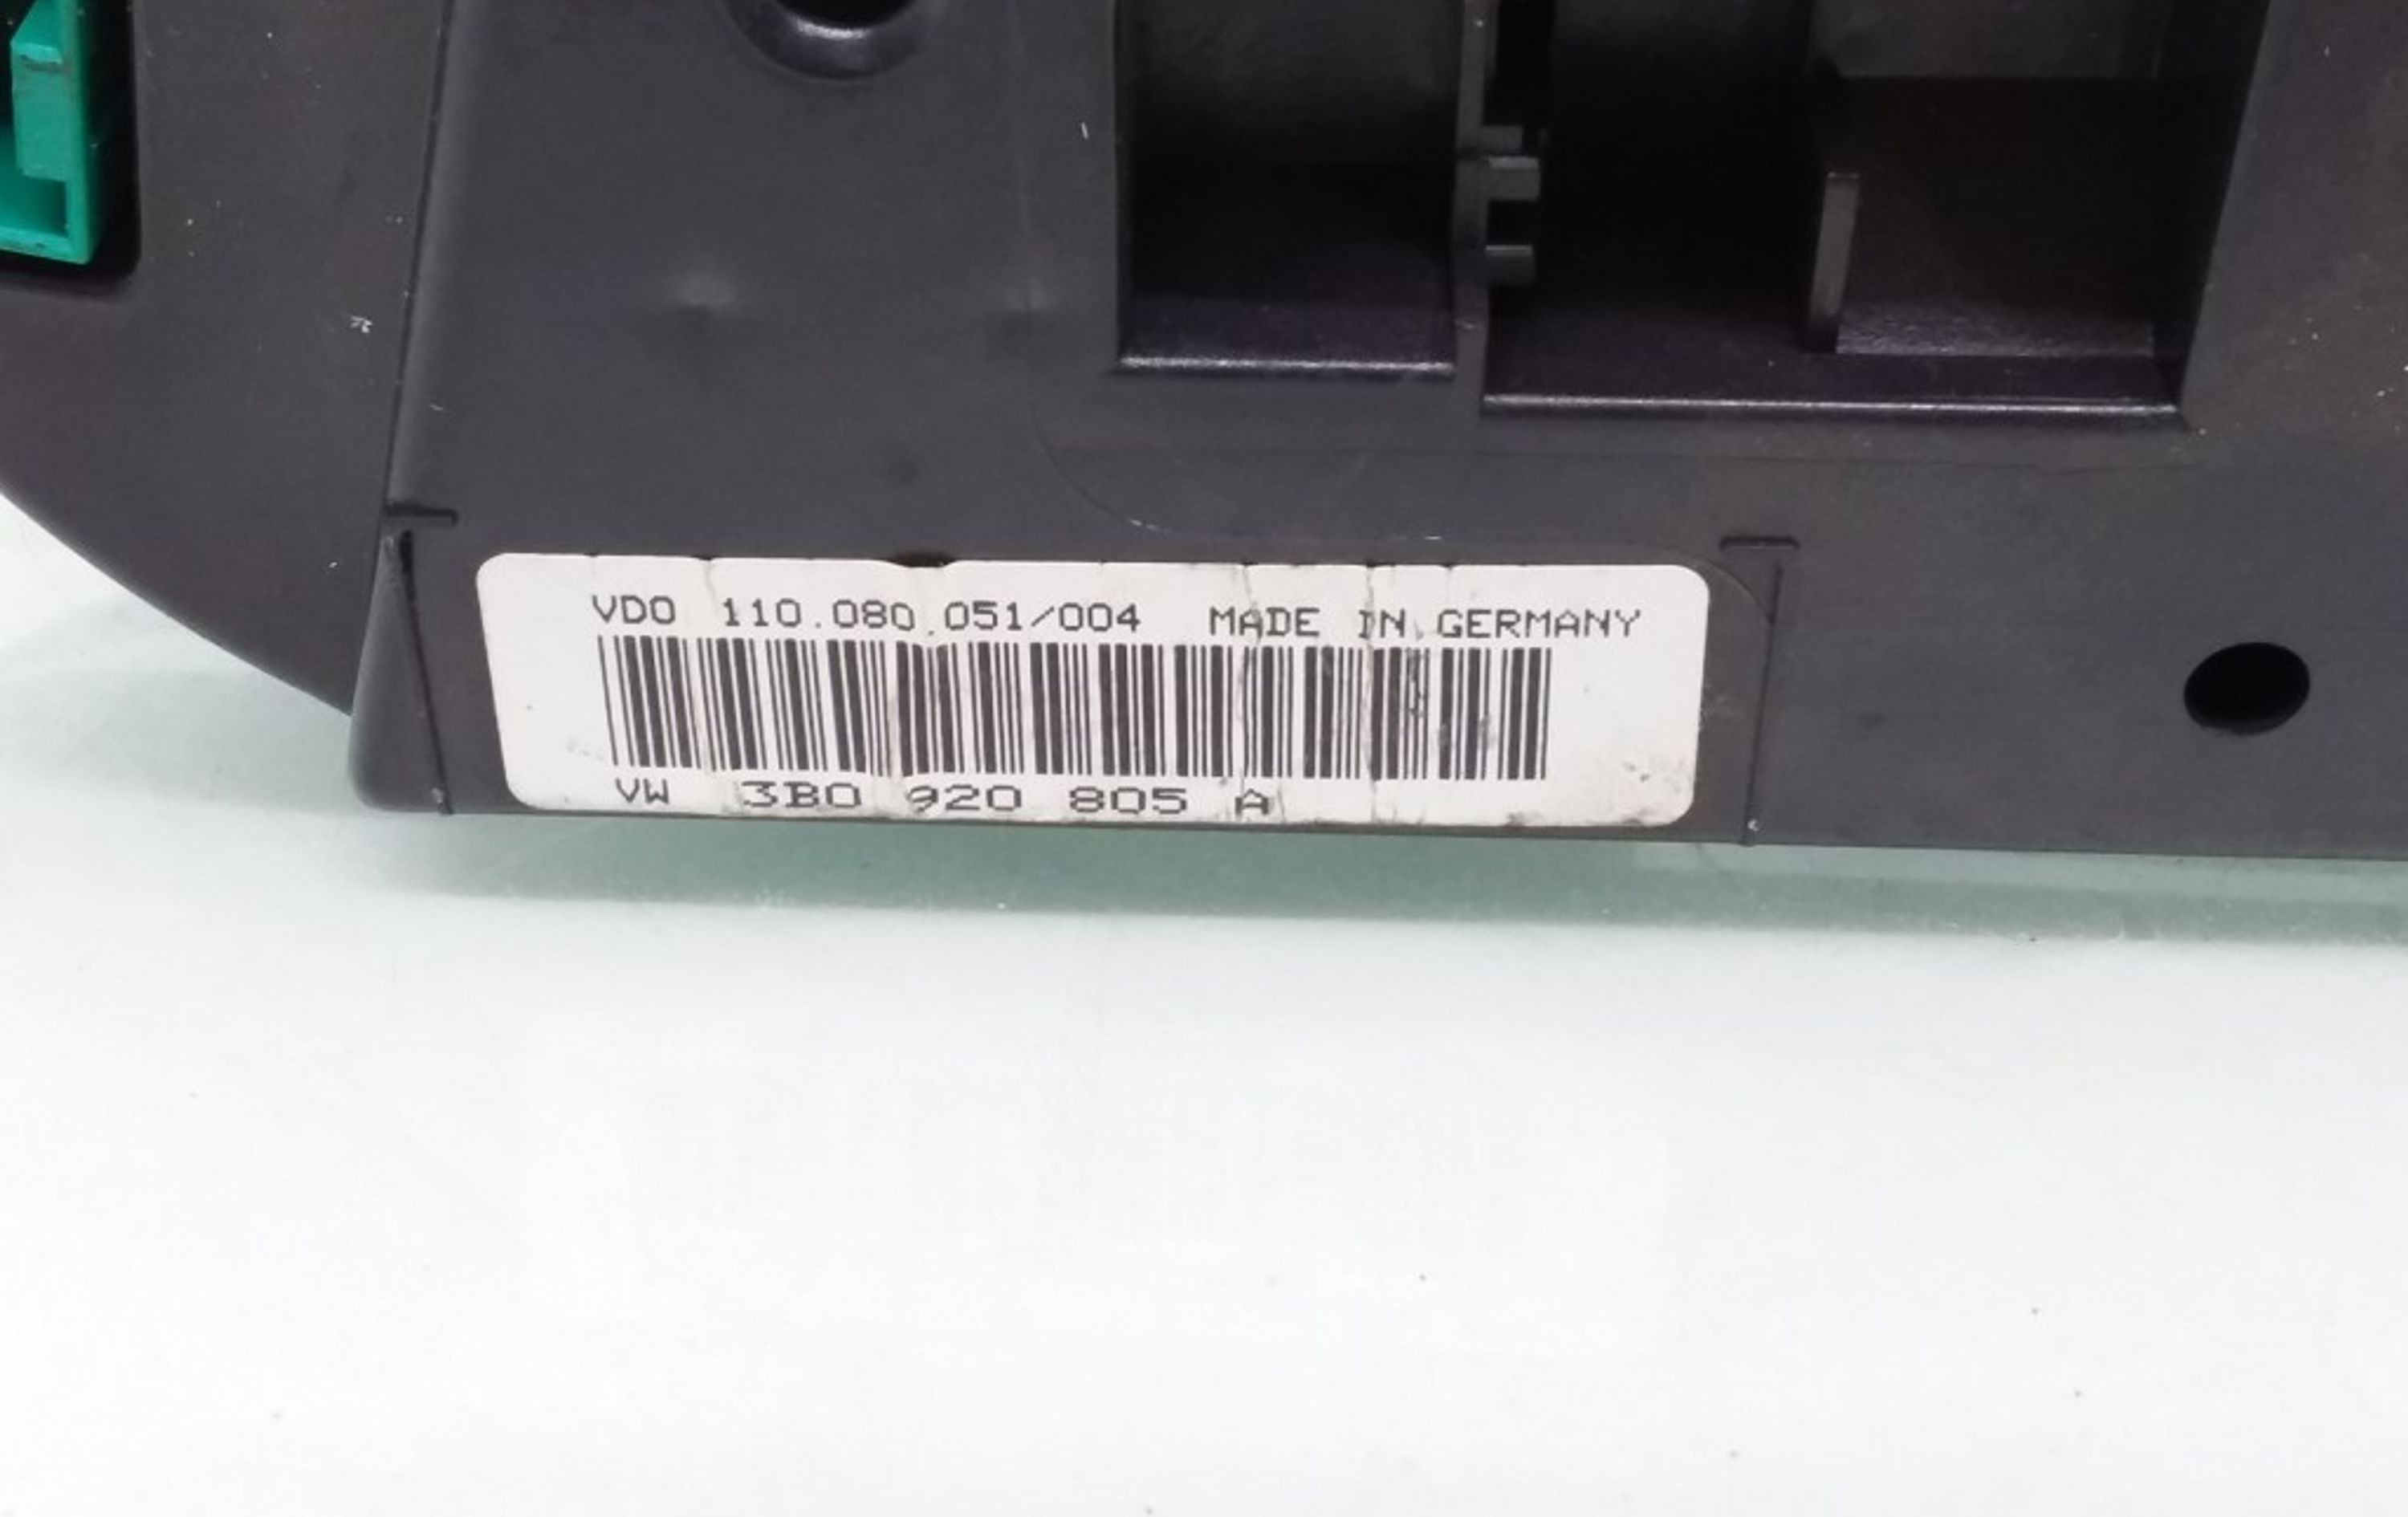 VDO 110.080.051/004 MADE IN GERMANY
VW 3B0 920 805 A